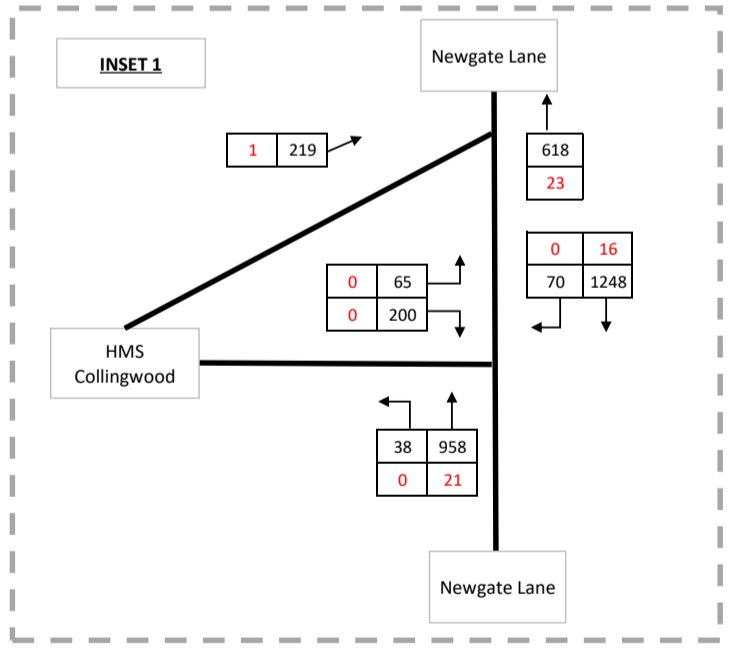 INSET 1
Newgate Lane
1 219
618
23
0 16
70 1248
0 65
0 200
HMS
Collingwood
38 958
0 21
Newgate Lane